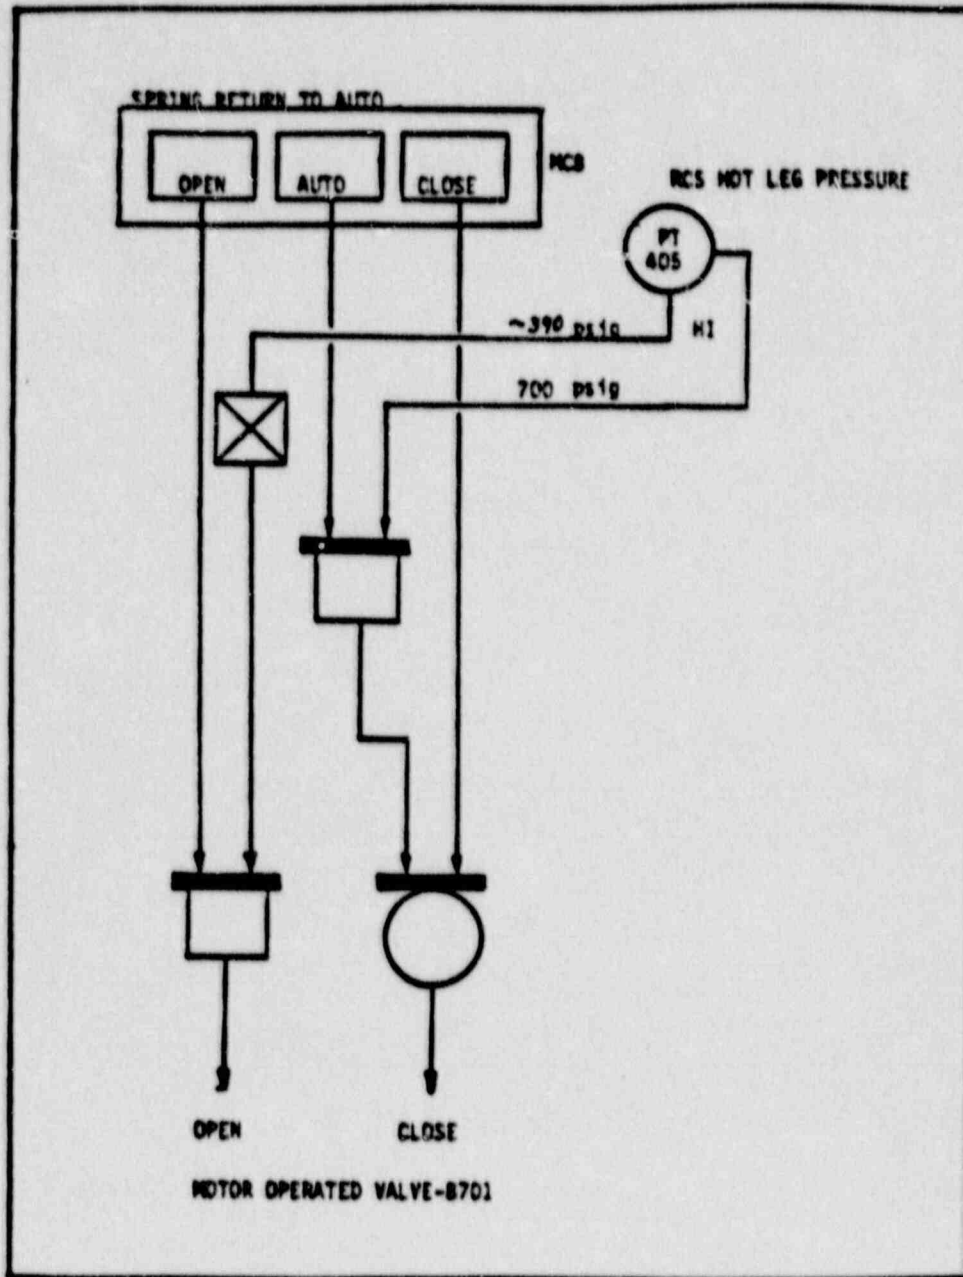 SPRING RETURN TO AUTO
OPEN
AUTO
CLOSE
MCB
RCS HOT LEG PRESSURE
PT
405
~390 psig
HI
700 psig
OPEN
CLOSE
MOTOR OPERATED VALVE-8701